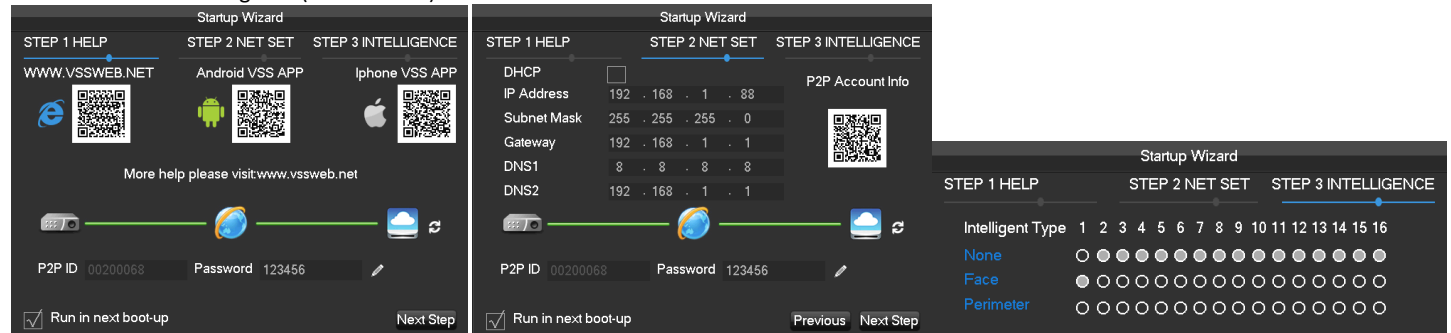 Startup Wizard
STEP 1 HELP STEP 2 NET SET STEP 3 INTELLIGENCE
WWW.VSSWEB.NET Android VSS APP Iphone VSS APP
More help please visit:www.vssweb.net
P2P ID 00200068 Password 123456
Run in next boot-up Next Step
Startup Wizard
STEP 1 HELP STEP 2 NET SET STEP 3 INTELLIGENCE
DHCP
P2P Account Info
IP Address 192 . 168 . 1 . 88
Subnet Mask 255 . 255 . 255 . 0
Gateway 192 . 168 . 1 . 1
DNS1 8 . 8 . 8 . 8
DNS2 192 . 168 . 1 . 1
P2P ID 00200068 Password 123456
Run in next boot-up Previous Next Step
Startup Wizard
STEP 1 HELP STEP 2 NET SET STEP 3 INTELLIGENCE
Intelligent Type 1 2 3 4 5 6 7 8 9 10 11 12 13 14 15 16
None
Face
Perimeter